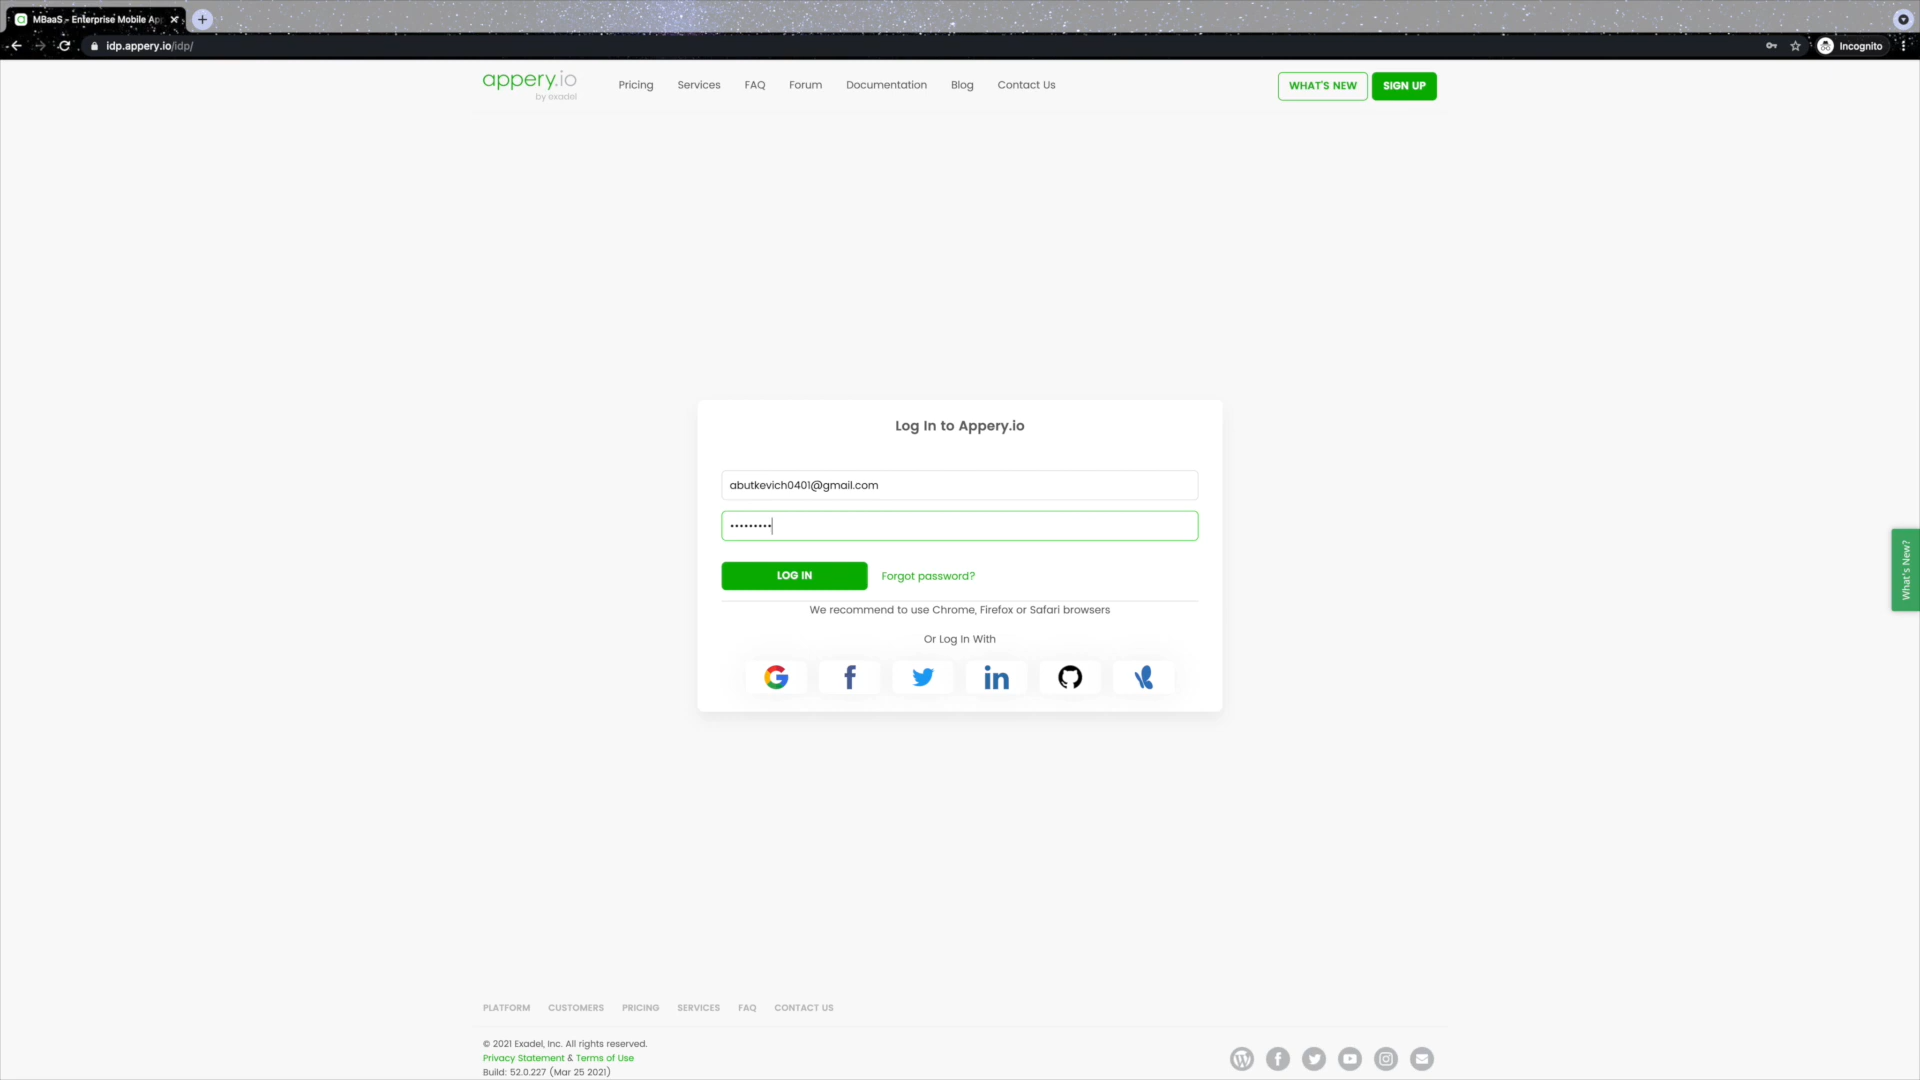 MBaaS - Enterprise Mobile Ap
idp.appery.io/idp/
Incognito
appery.io
by exadel
Pricing
Services
FAQ
Forum
Documentation
Blog
Contact Us
WHAT'S NEW
SIGN UP
Log In to Appery.io
abutkevich0401@gmail.com
•••••••••
LOG IN
Forgot password?
We recommend to use Chrome, Firefox or Safari browsers
Or Log In With
What's New?
PLATFORM
CUSTOMERS
PRICING
SERVICES
FAQ
CONTACT US
© 2021 Exadel, Inc. All rights reserved.
Privacy Statement & Terms of Use
Build: 52.0.227 (Mar 25 2021)